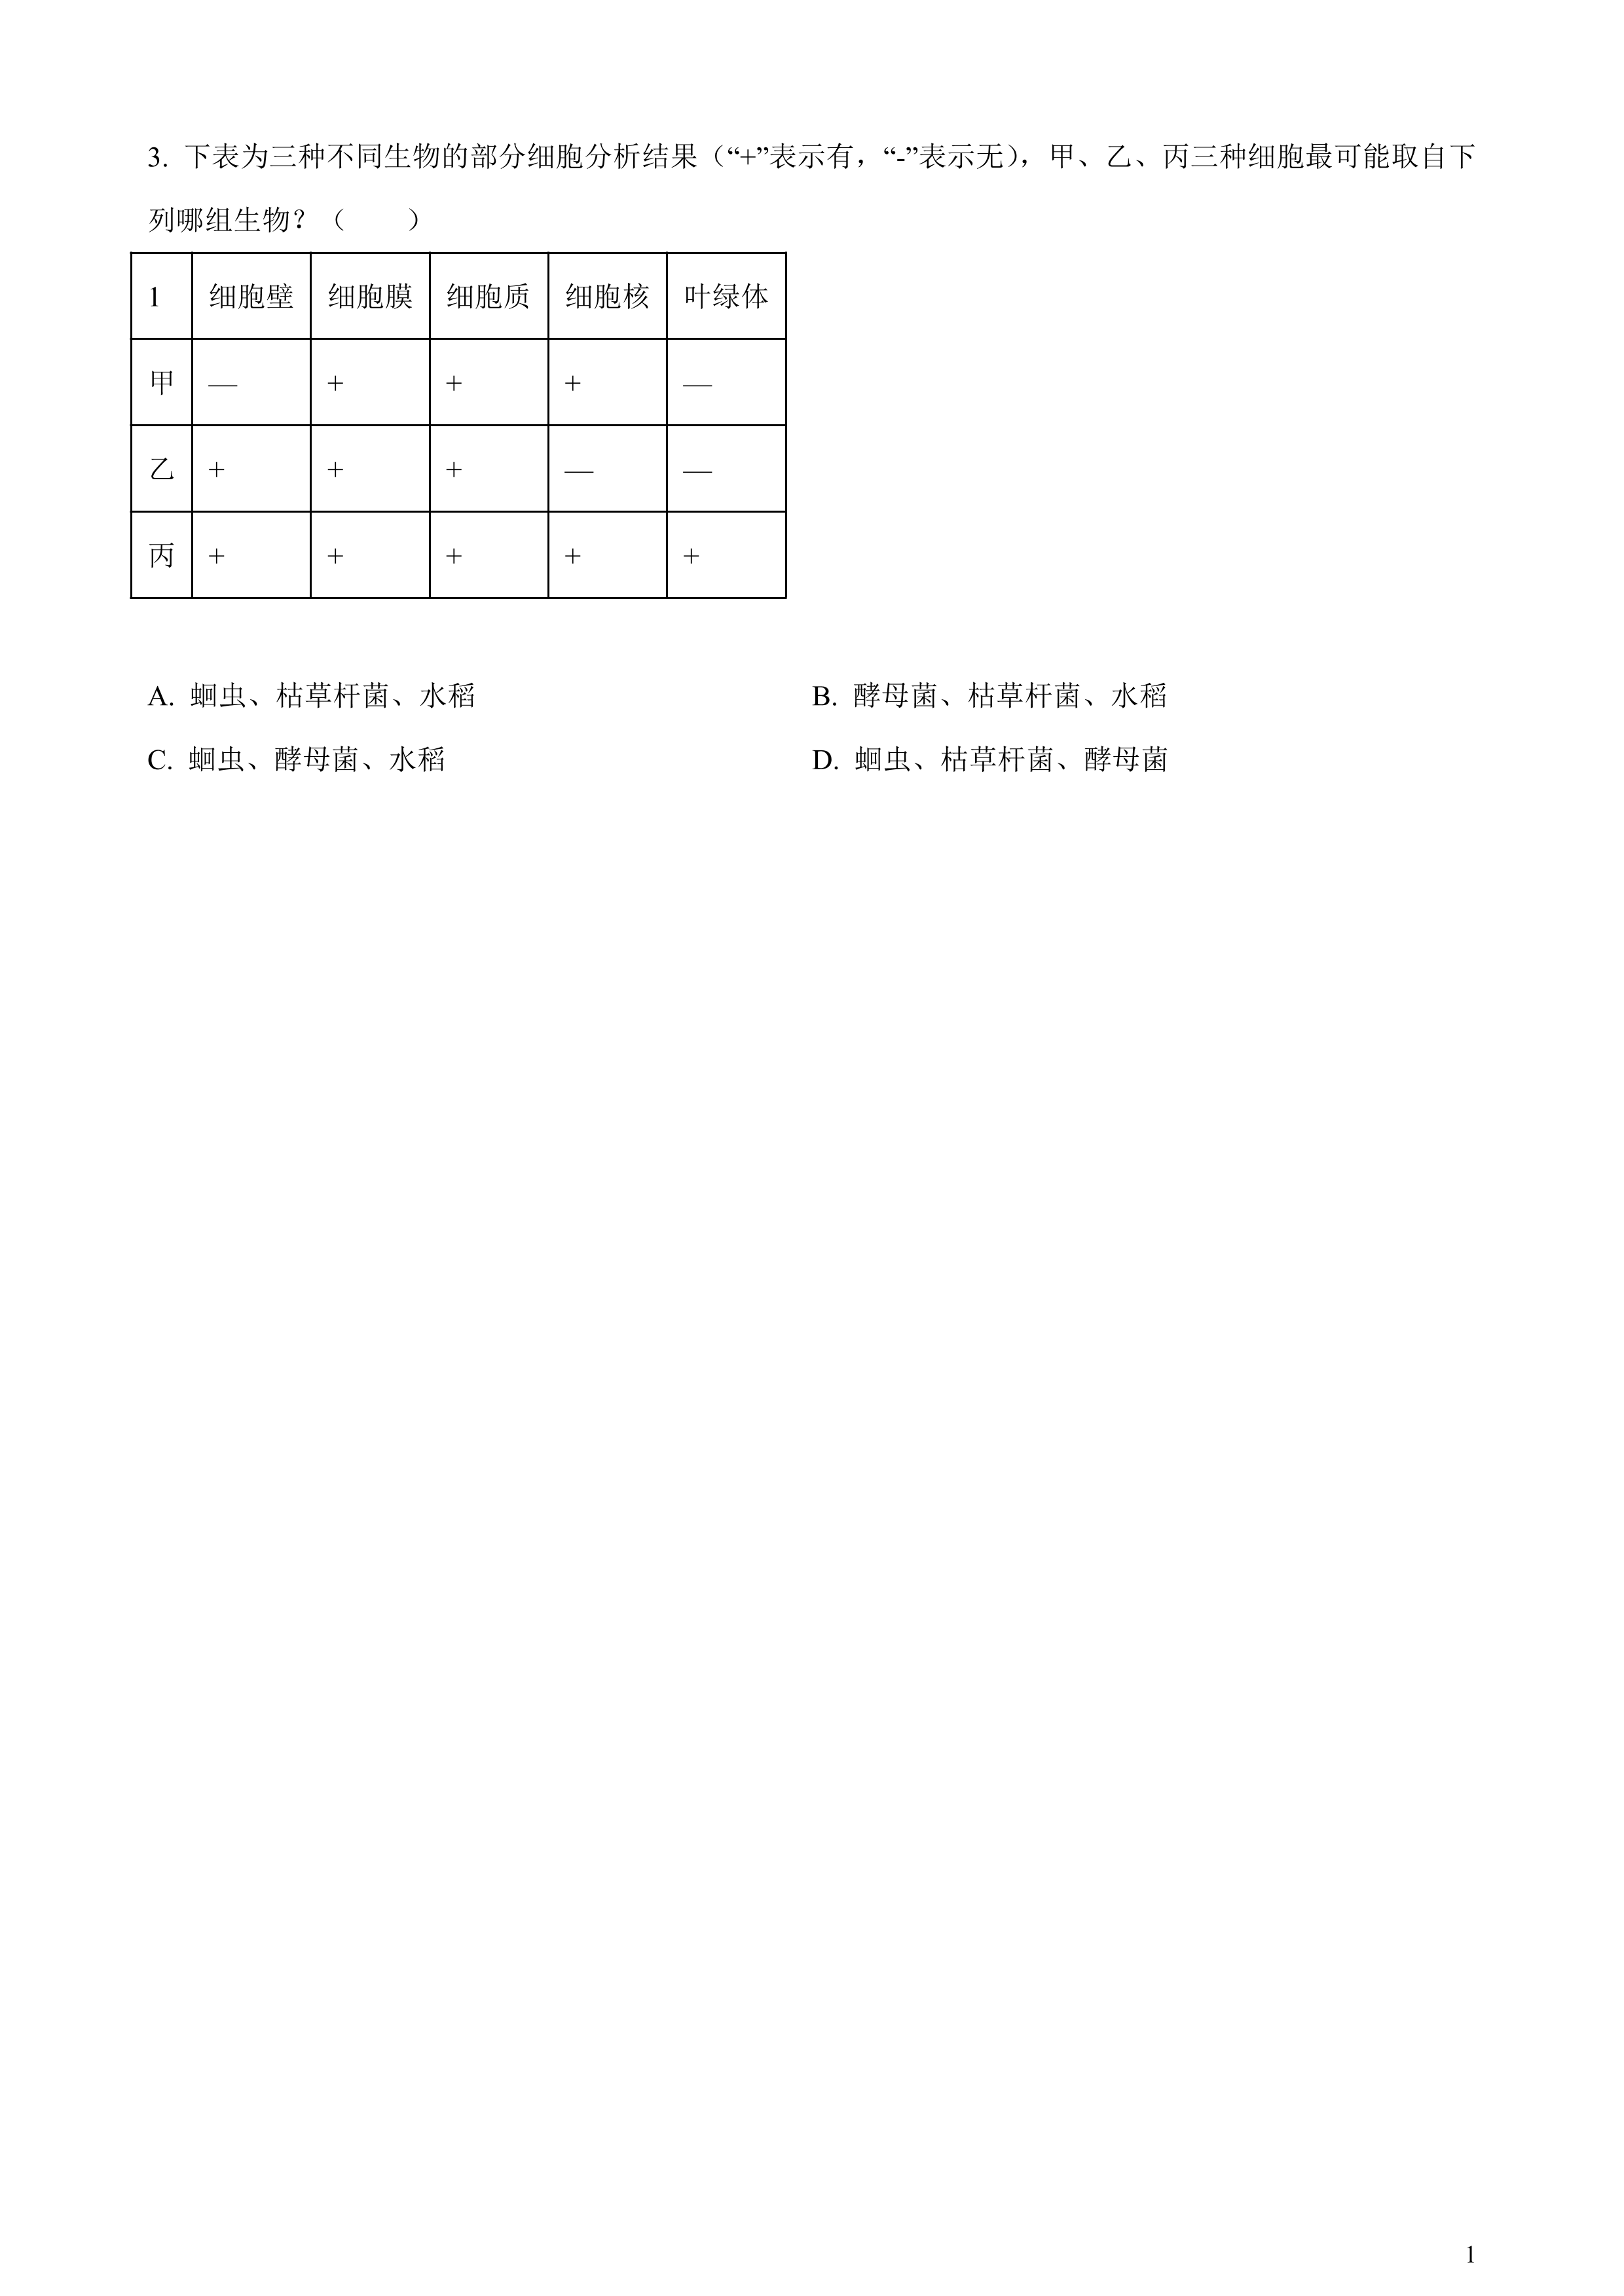 3. 下表为三种不同生物的部分细胞分析结果（“+”表示有，“-”表示无），甲、乙、丙三种细胞最可能取自下
列哪组生物？（　　）
1 细胞壁 细胞膜 细胞质 细胞核 叶绿体
甲 — + + + —
乙 + + + — —
丙 + + + + +
A. 蛔虫、枯草杆菌、水稻 B. 酵母菌、枯草杆菌、水稻
C. 蛔虫、酵母菌、水稻 D. 蛔虫、枯草杆菌、酵母菌
1